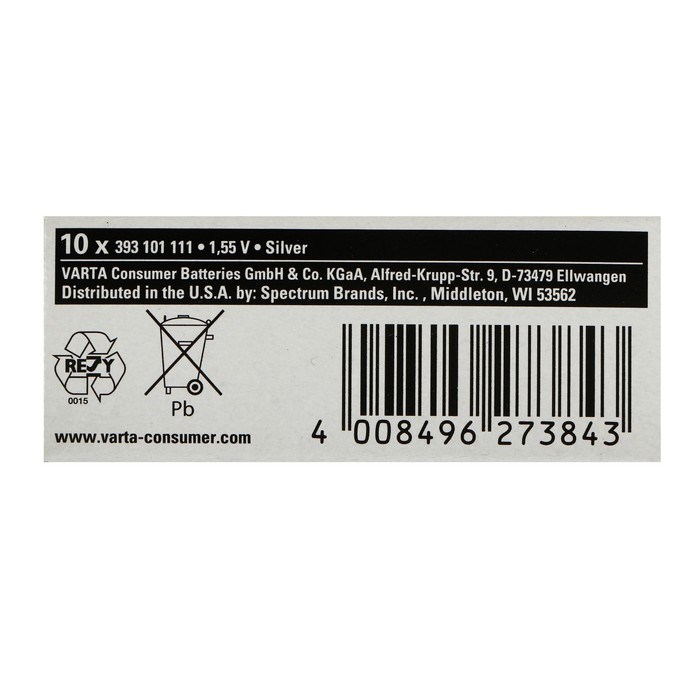 10 x 393 101 111 • 1,55 V • Silver
VARTA Consumer Batteries GmbH & Co. KGaA, Alfred-Krupp-Str. 9, D-73479 Ellwangen
Distributed in the U.S.A. by: Spectrum Brands, Inc. , Middleton, WI 53562
0015
Pb
www.varta-consumer.com
4 008496 273843